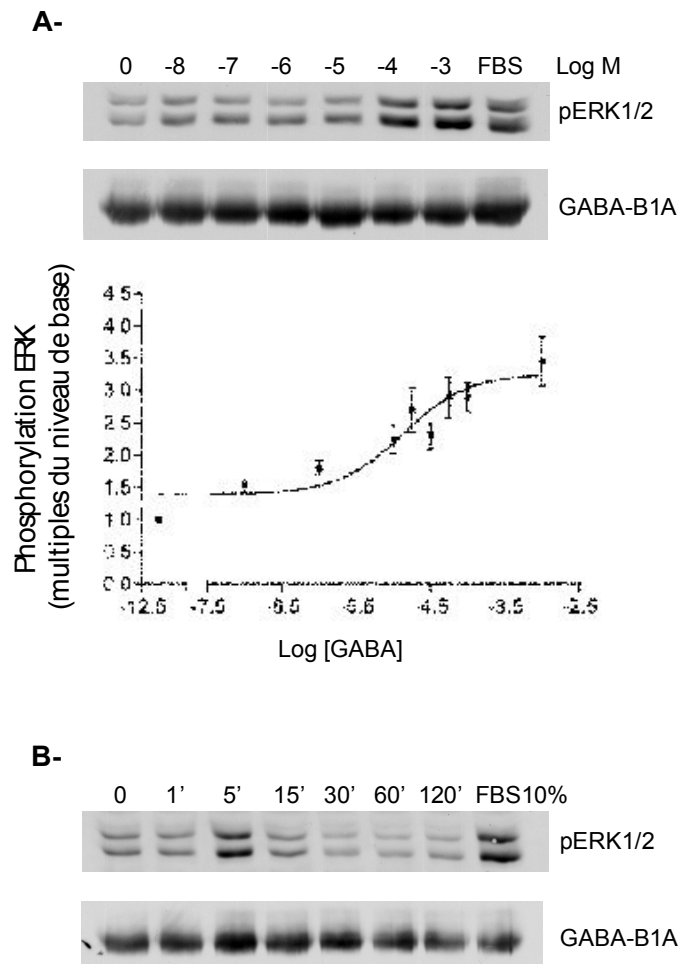 A-
0 -8 -7 -6 -5 -4 -3 FBS Log M
pERK1/2
GABA-B1A
Phosphorylation ERK
(multiples du niveau de base)
4.5
4.0
3.5
3.0
2.5
2.0
1.5
1.0
0.5
0.0
-12.5 -7.5 -6.5 -5.5 -4.5 -3.5 -2.5
Log [GABA]
B-
0 1’ 5’ 15’ 30’ 60’ 120’ FBS10%
pERK1/2
GABA-B1A